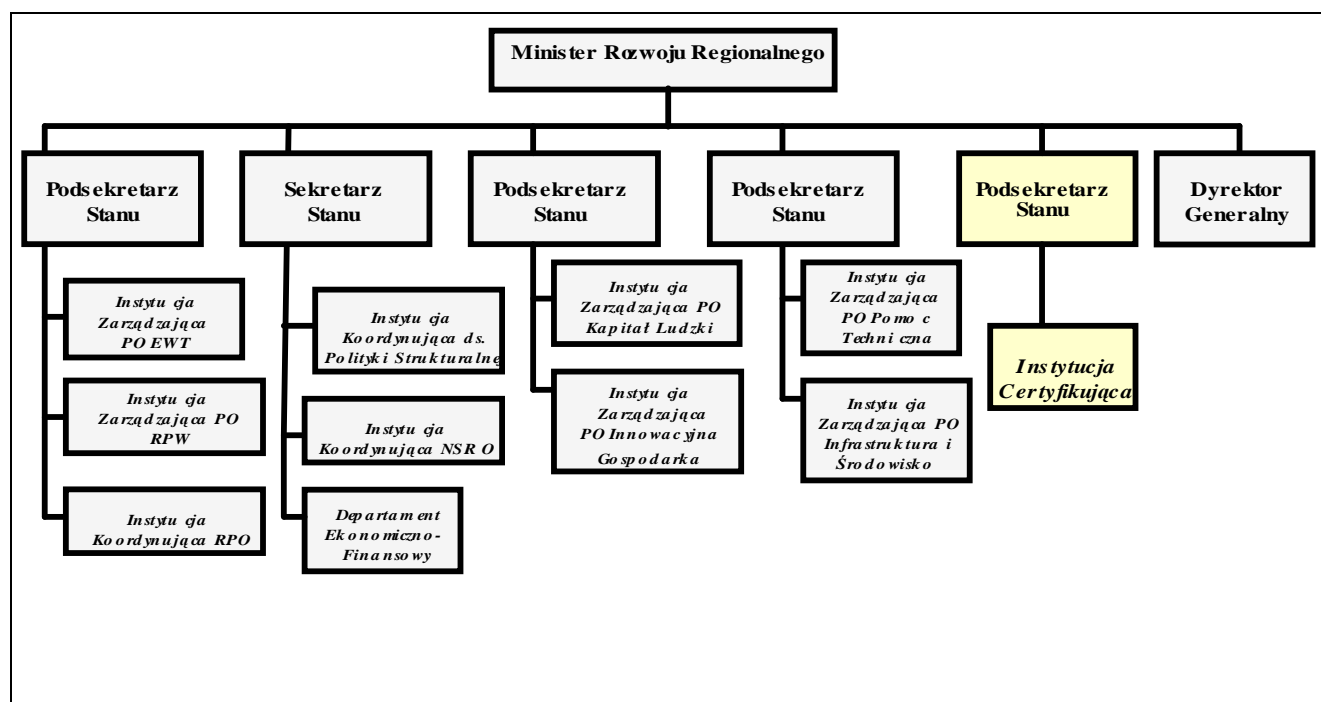 Minister Rozwoju Regionalnego
Podsekretarz
Stanu
Sekretarz
Stanu
Podsekretarz
Stanu
Podsekretarz
Stanu
Podsekretarz
Stanu
Dyrektor
Generalny
Instytucja
Zarządzająca
PO EWT
Instytucja
Zarządzająca PO
RPW
Instytucja
Koordynująca RPO
Instytucja
Koordynująca ds.
Polityki Strukturalnej
Instytucja
Koordynująca NSRO
Departament
Ekonomiczno-
Finansowy
Instytucja
Zarządzająca PO
Kapitał Ludzki
Instytucja
Zarządzająca
PO Innowacyjna
Gospodarka
Instytucja
Zarządzająca
PO Pomoc
Techniczna
Instytucja
Zarządzająca PO
Infrastruktura i
Środowisko
Instytucja
Certyfikująca